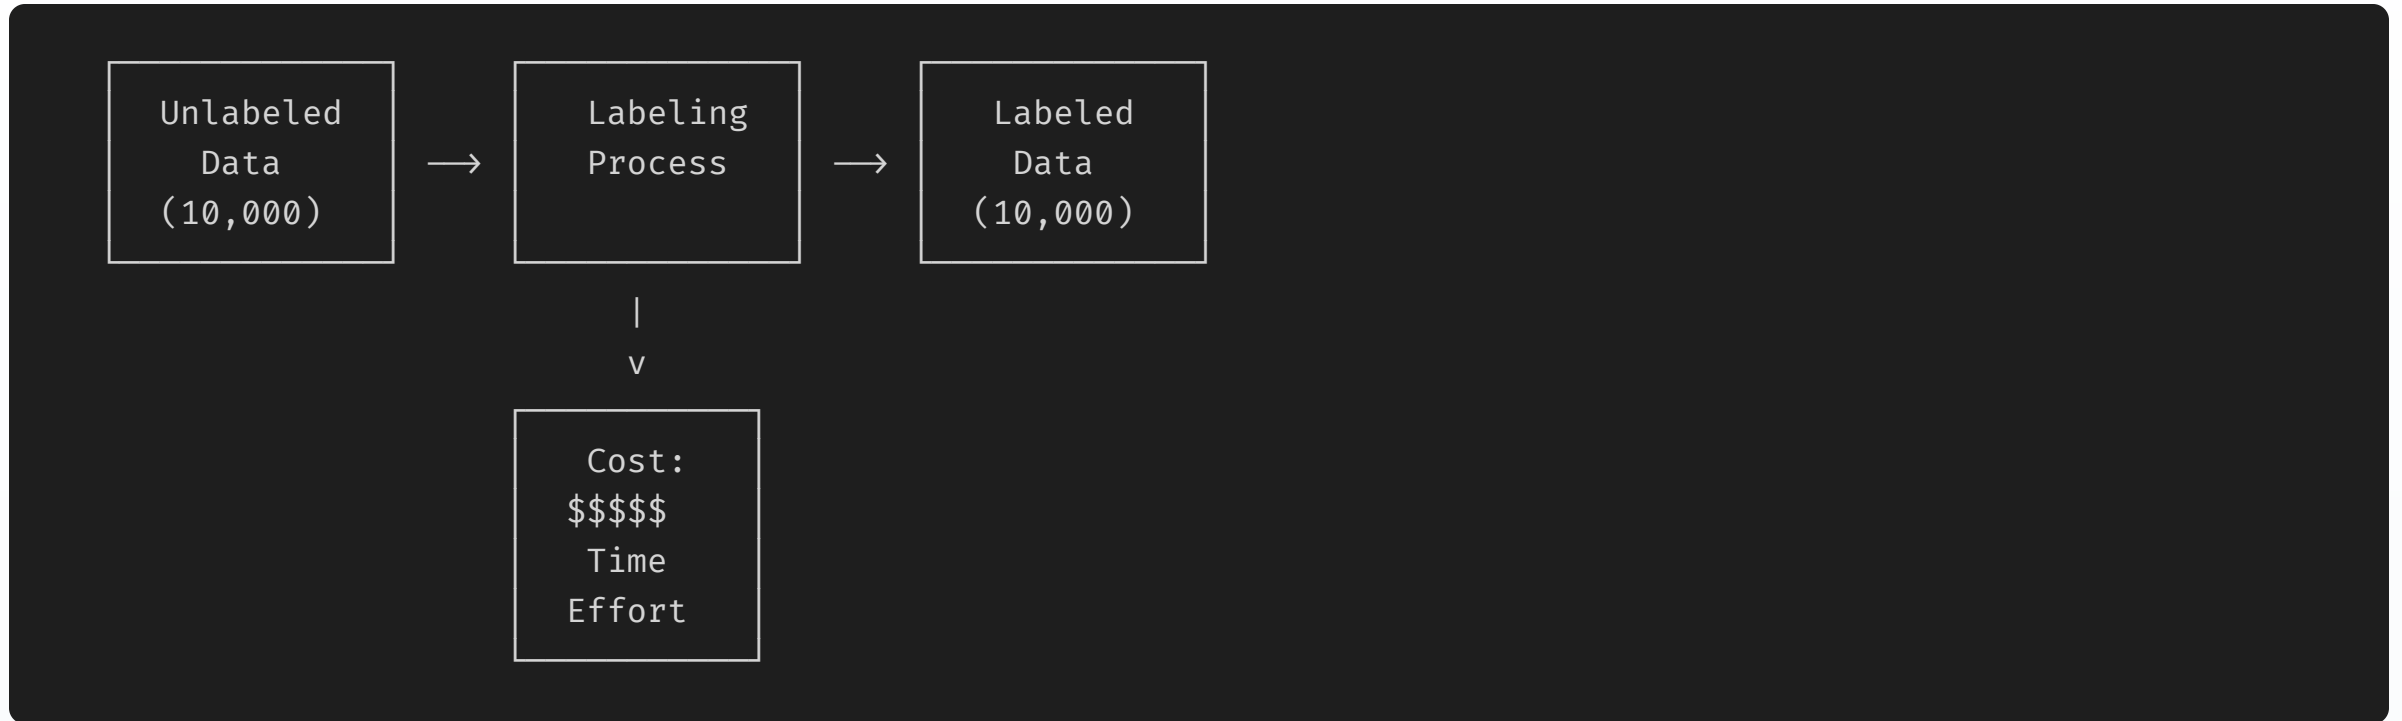 Unlabeled
Data
(10,000)
Labeling
Process
Labeled
Data
(10,000)
Cost:
$$$$$
Time
Effort